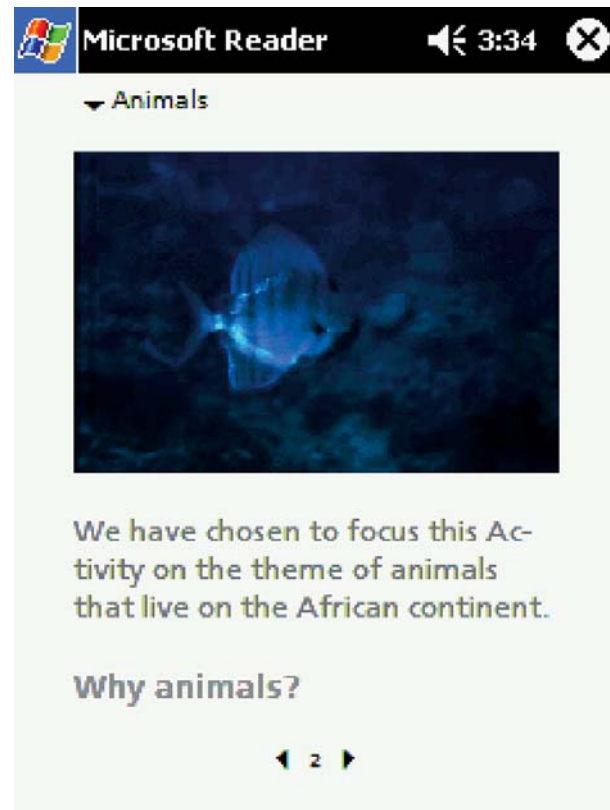 Microsoft Reader 3:34
Animals
We have chosen to focus this Ac-
tivity on the theme of animals
that live on the African continent.
Why animals?
2